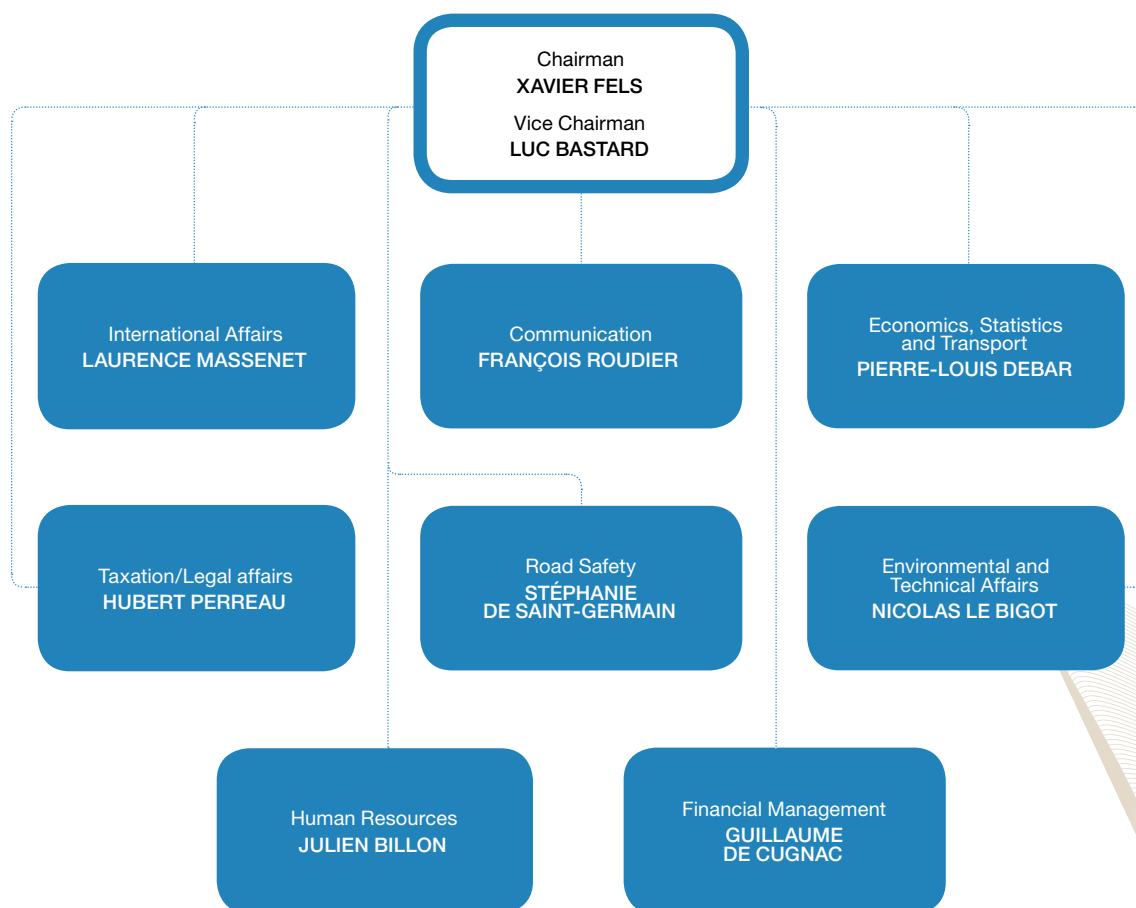 Chairman
XAVIER FELS
Vice Chairman
LUC BASTARD
International Affairs
LAURENCE MASSENET
Communication
FRANÇOIS ROUDIER
Economics, Statistics
and Transport
PIERRE-LOUIS DEBAR
Taxation/Legal affairs
HUBERT PERREAU
Road Safety
STÉPHANIE
DE SAINT-GERMAIN
Environmental and
Technical Affairs
NICOLAS LE BIGOT
Human Resources
JULIEN BILLON
Financial Management
GUILLAUME
DE CUGNAC